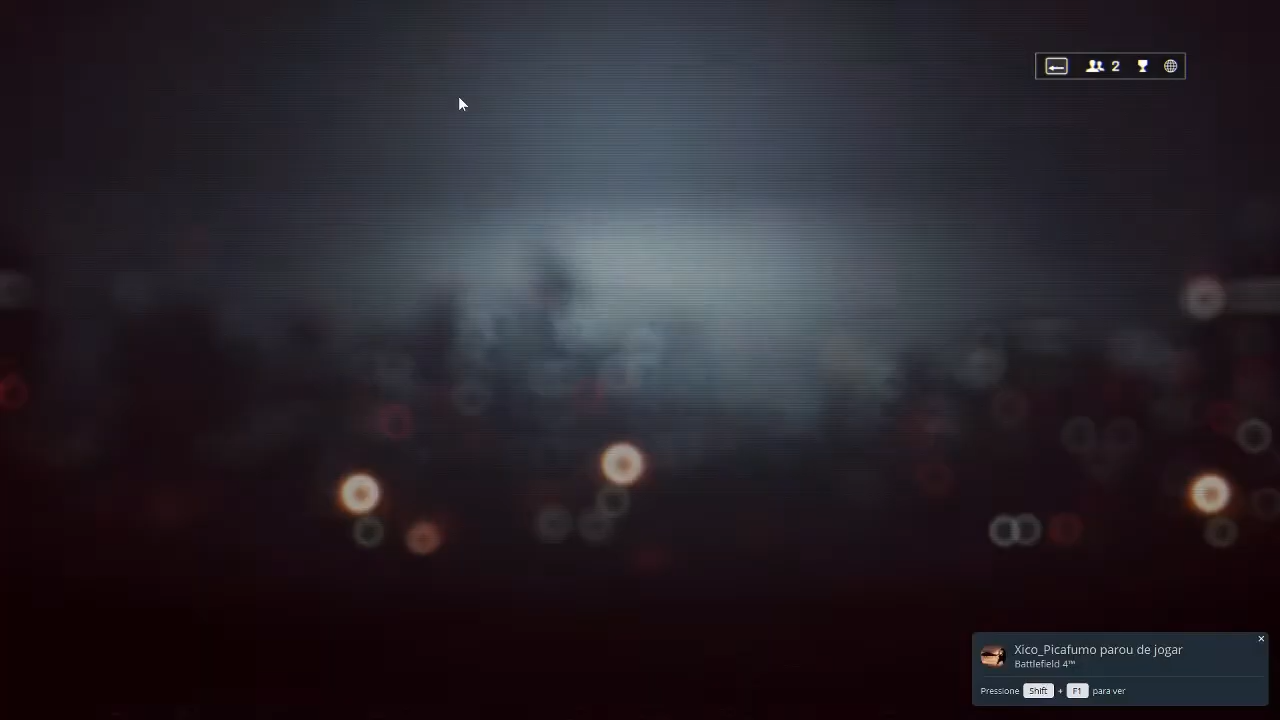 2
Xico_Picafumo parou de jogar
Battlefield 4™
Pressione Shift + F1 para ver